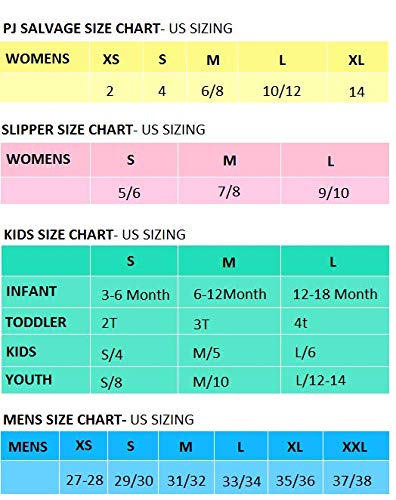 PJ SALVAGE SIZE CHART- US SIZING
WOMENS XS S M L XL
2 4 6/8 10/12 14
SLIPPER SIZE CHART- US SIZING
WOMENS S M L
5/6 7/8 9/10
KIDS SIZE CHART- US SIZING
S M L
INFANT 3-6 Month 6-12Month 12-18 Month
TODDLER 2T 3T 4t
KIDS S/4 M/5 L/6
YOUTH S/8 M/10 L/12-14
MENS SIZE CHART- US SIZING
MENS XS S M L XL XXL
27-28 29/30 31/32 33/34 35/36 37/38